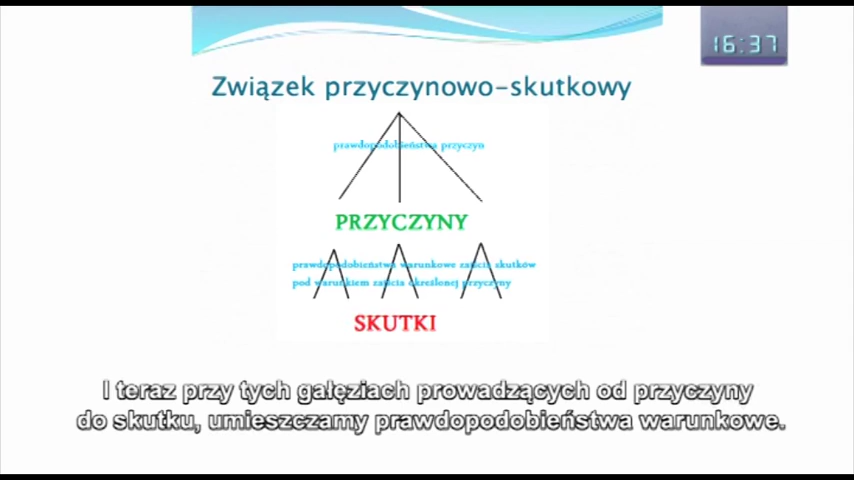 16:37
Związek przyczynowo-skutkowy
prawdopodobieństwa przyczyn
PRZYCZYNY
prawdopodobieństwa warunkowe zajścia skutków
pod warunkiem zajścia określonej przyczyny
SKUTKI
I teraz przy tych gałęziach prowadzących od przyczyny
do skutku, umieszczamy prawdopodobieństwa warunkowe.